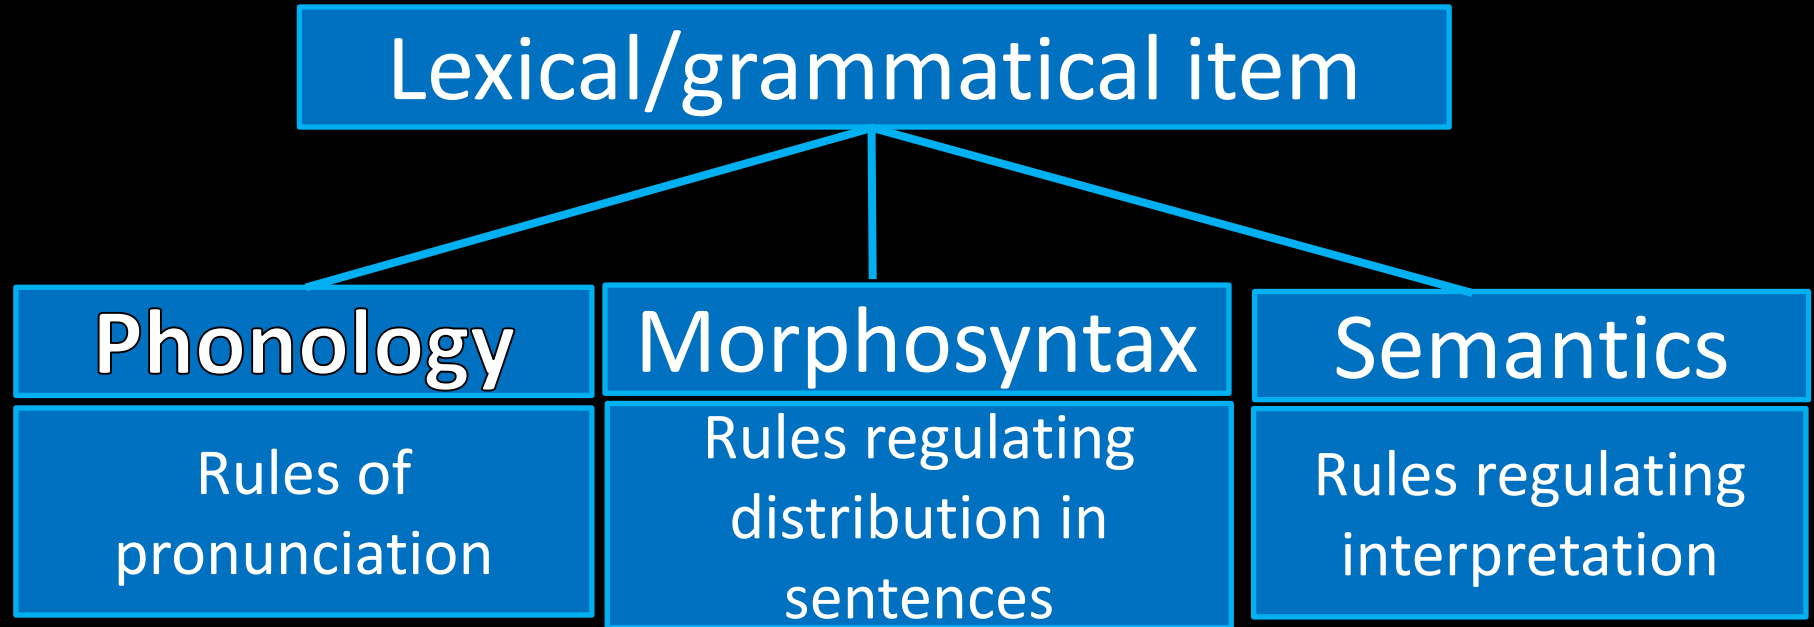 Lexical/grammatical item
Phonology
Morphosyntax
Semantics
Rules of
pronunciation
Rules regulating
distribution in
sentences
Rules regulating
interpretation